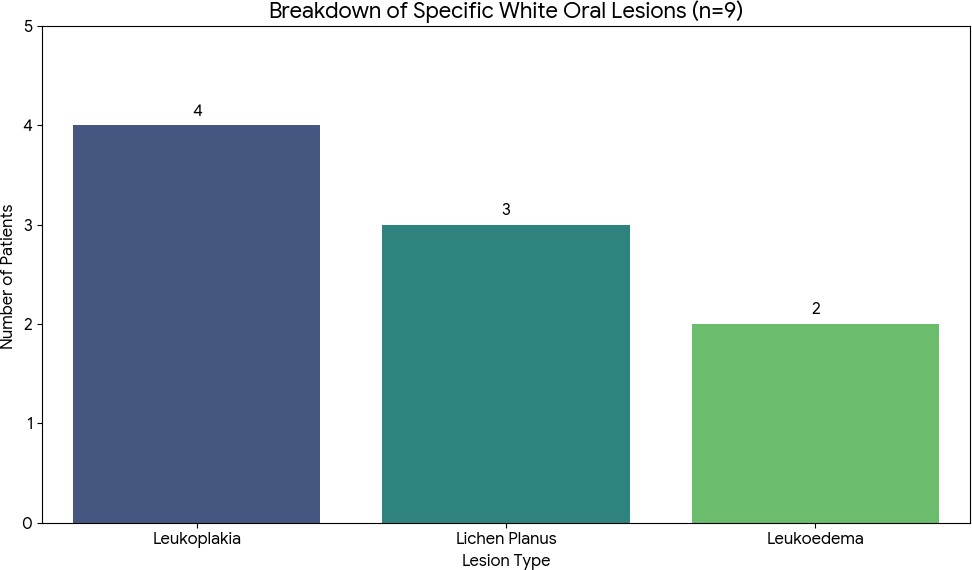 Breakdown of Specific White Oral Lesions (n=9)
5
4
3
2
1
0
Number of Patients
4
3
2
Leukoplakia
Lichen Planus
Leukoedema
Lesion Type